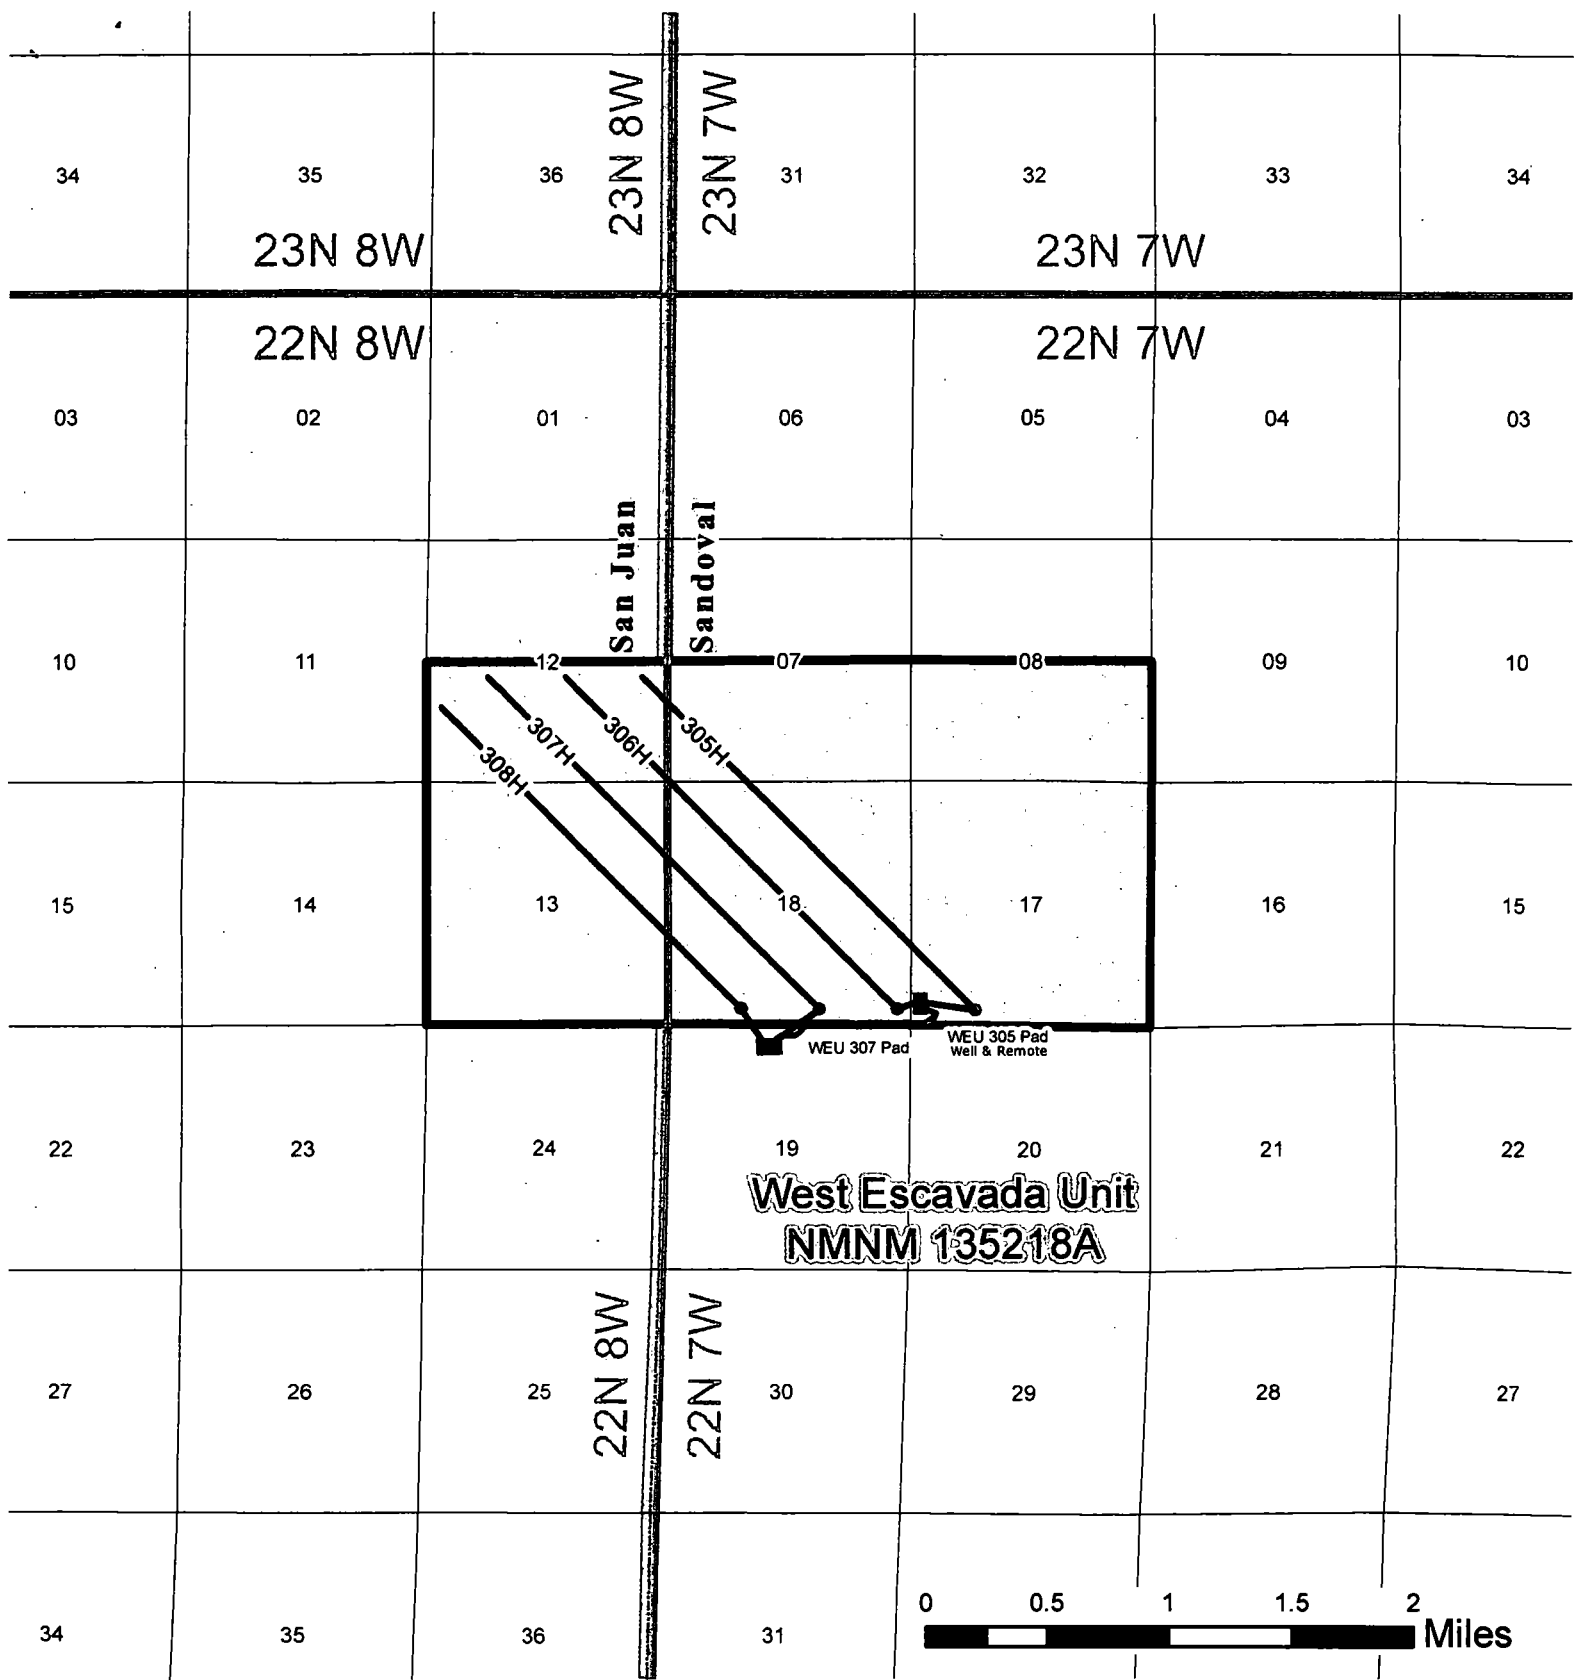 23N 8W
23N 7W
34 35 36 31 32 33 34
23N 8W 23N 7W
22N 8W 22N 7W
03 02 01 06 05 04 03
San Juan
Sandoval
10 11 12 07 08 09 10
308H 307H 306H 305H
15 14 13 18 17 16 15
WEU 307 Pad
WEU 305 Pad
Well & Remote
22 23 24 19 20 21 22
West Escavada Unit
NMNM 135218A
22N 8W
22N 7W
27 26 25 30 29 28 27
0 0.5 1 1.5 2
Miles
34 35 36 31